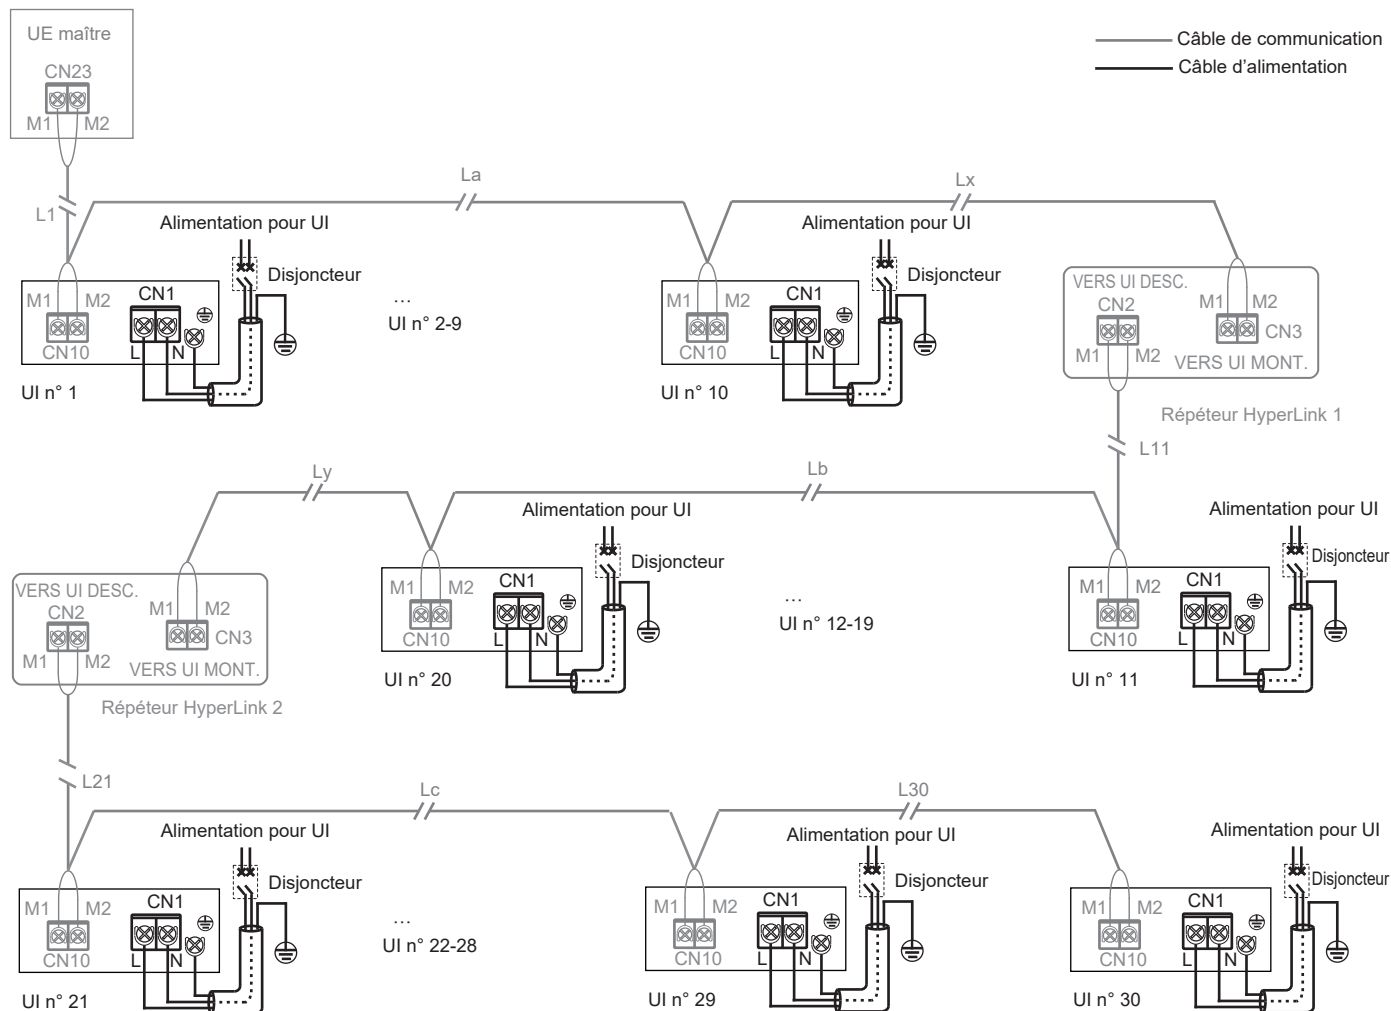 UE maître
CN23
M1 M2
Câble de communication
Câble d'alimentation
L1
La
Lx
Alimentation pour UI
Disjoncteur
M1 M2
CN10
CN1
L N
UI n° 1
...
UI n° 2-9
Alimentation pour UI
Disjoncteur
M1 M2
CN10
CN1
L N
UI n° 10
VERS UI DESC.
CN2
M1 M2
M1 M2
CN3
VERS UI MONT.
Répéteur HyperLink 1
L11
Ly
Lb
VERS UI DESC.
CN2
M1 M2
M1 M2
CN3
VERS UI MONT.
Répéteur HyperLink 2
Alimentation pour UI
Disjoncteur
M1 M2
CN10
CN1
L N
UI n° 20
...
UI n° 12-19
Alimentation pour UI
Disjoncteur
M1 M2
CN10
CN1
L N
UI n° 11
L21
Lc
L30
Alimentation pour UI
Disjoncteur
M1 M2
CN10
CN1
L N
UI n° 21
...
UI n° 22-28
Alimentation pour UI
Disjoncteur
M1 M2
CN10
CN1
L N
UI n° 29
Alimentation pour UI
Disjoncteur
M1 M2
CN10
CN1
L N
UI n° 30